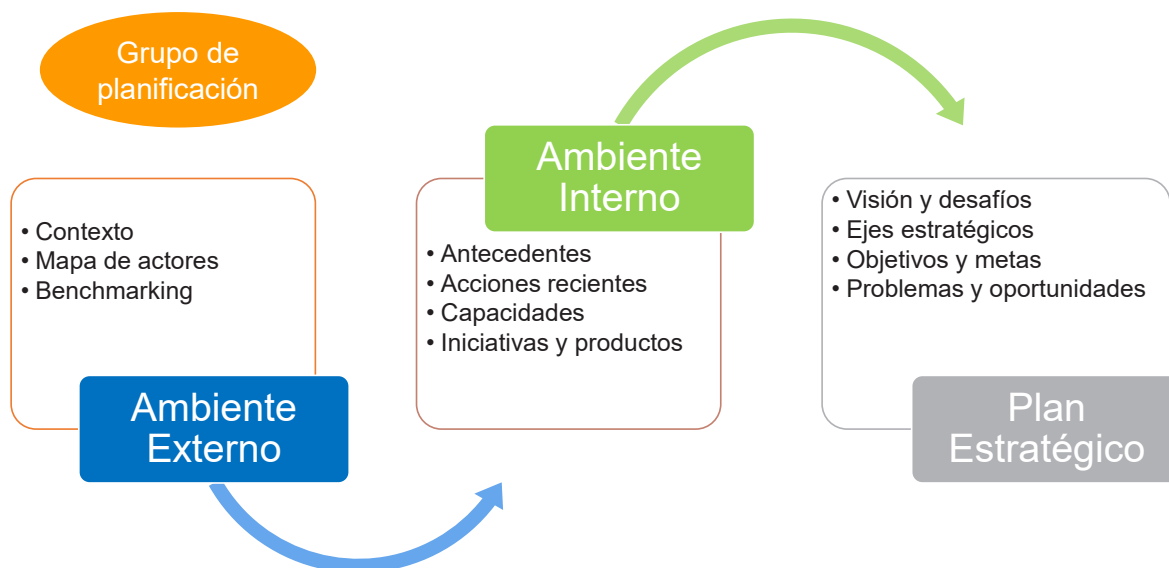 Grupo de
planificación
• Contexto
• Mapa de actores
• Benchmarking
Ambiente
Externo
Ambiente
Interno
• Antecedentes
• Acciones recientes
• Capacidades
• Iniciativas y productos
• Visión y desafíos
• Ejes estratégicos
• Objetivos y metas
• Problemas y oportunidades
Plan
Estratégico